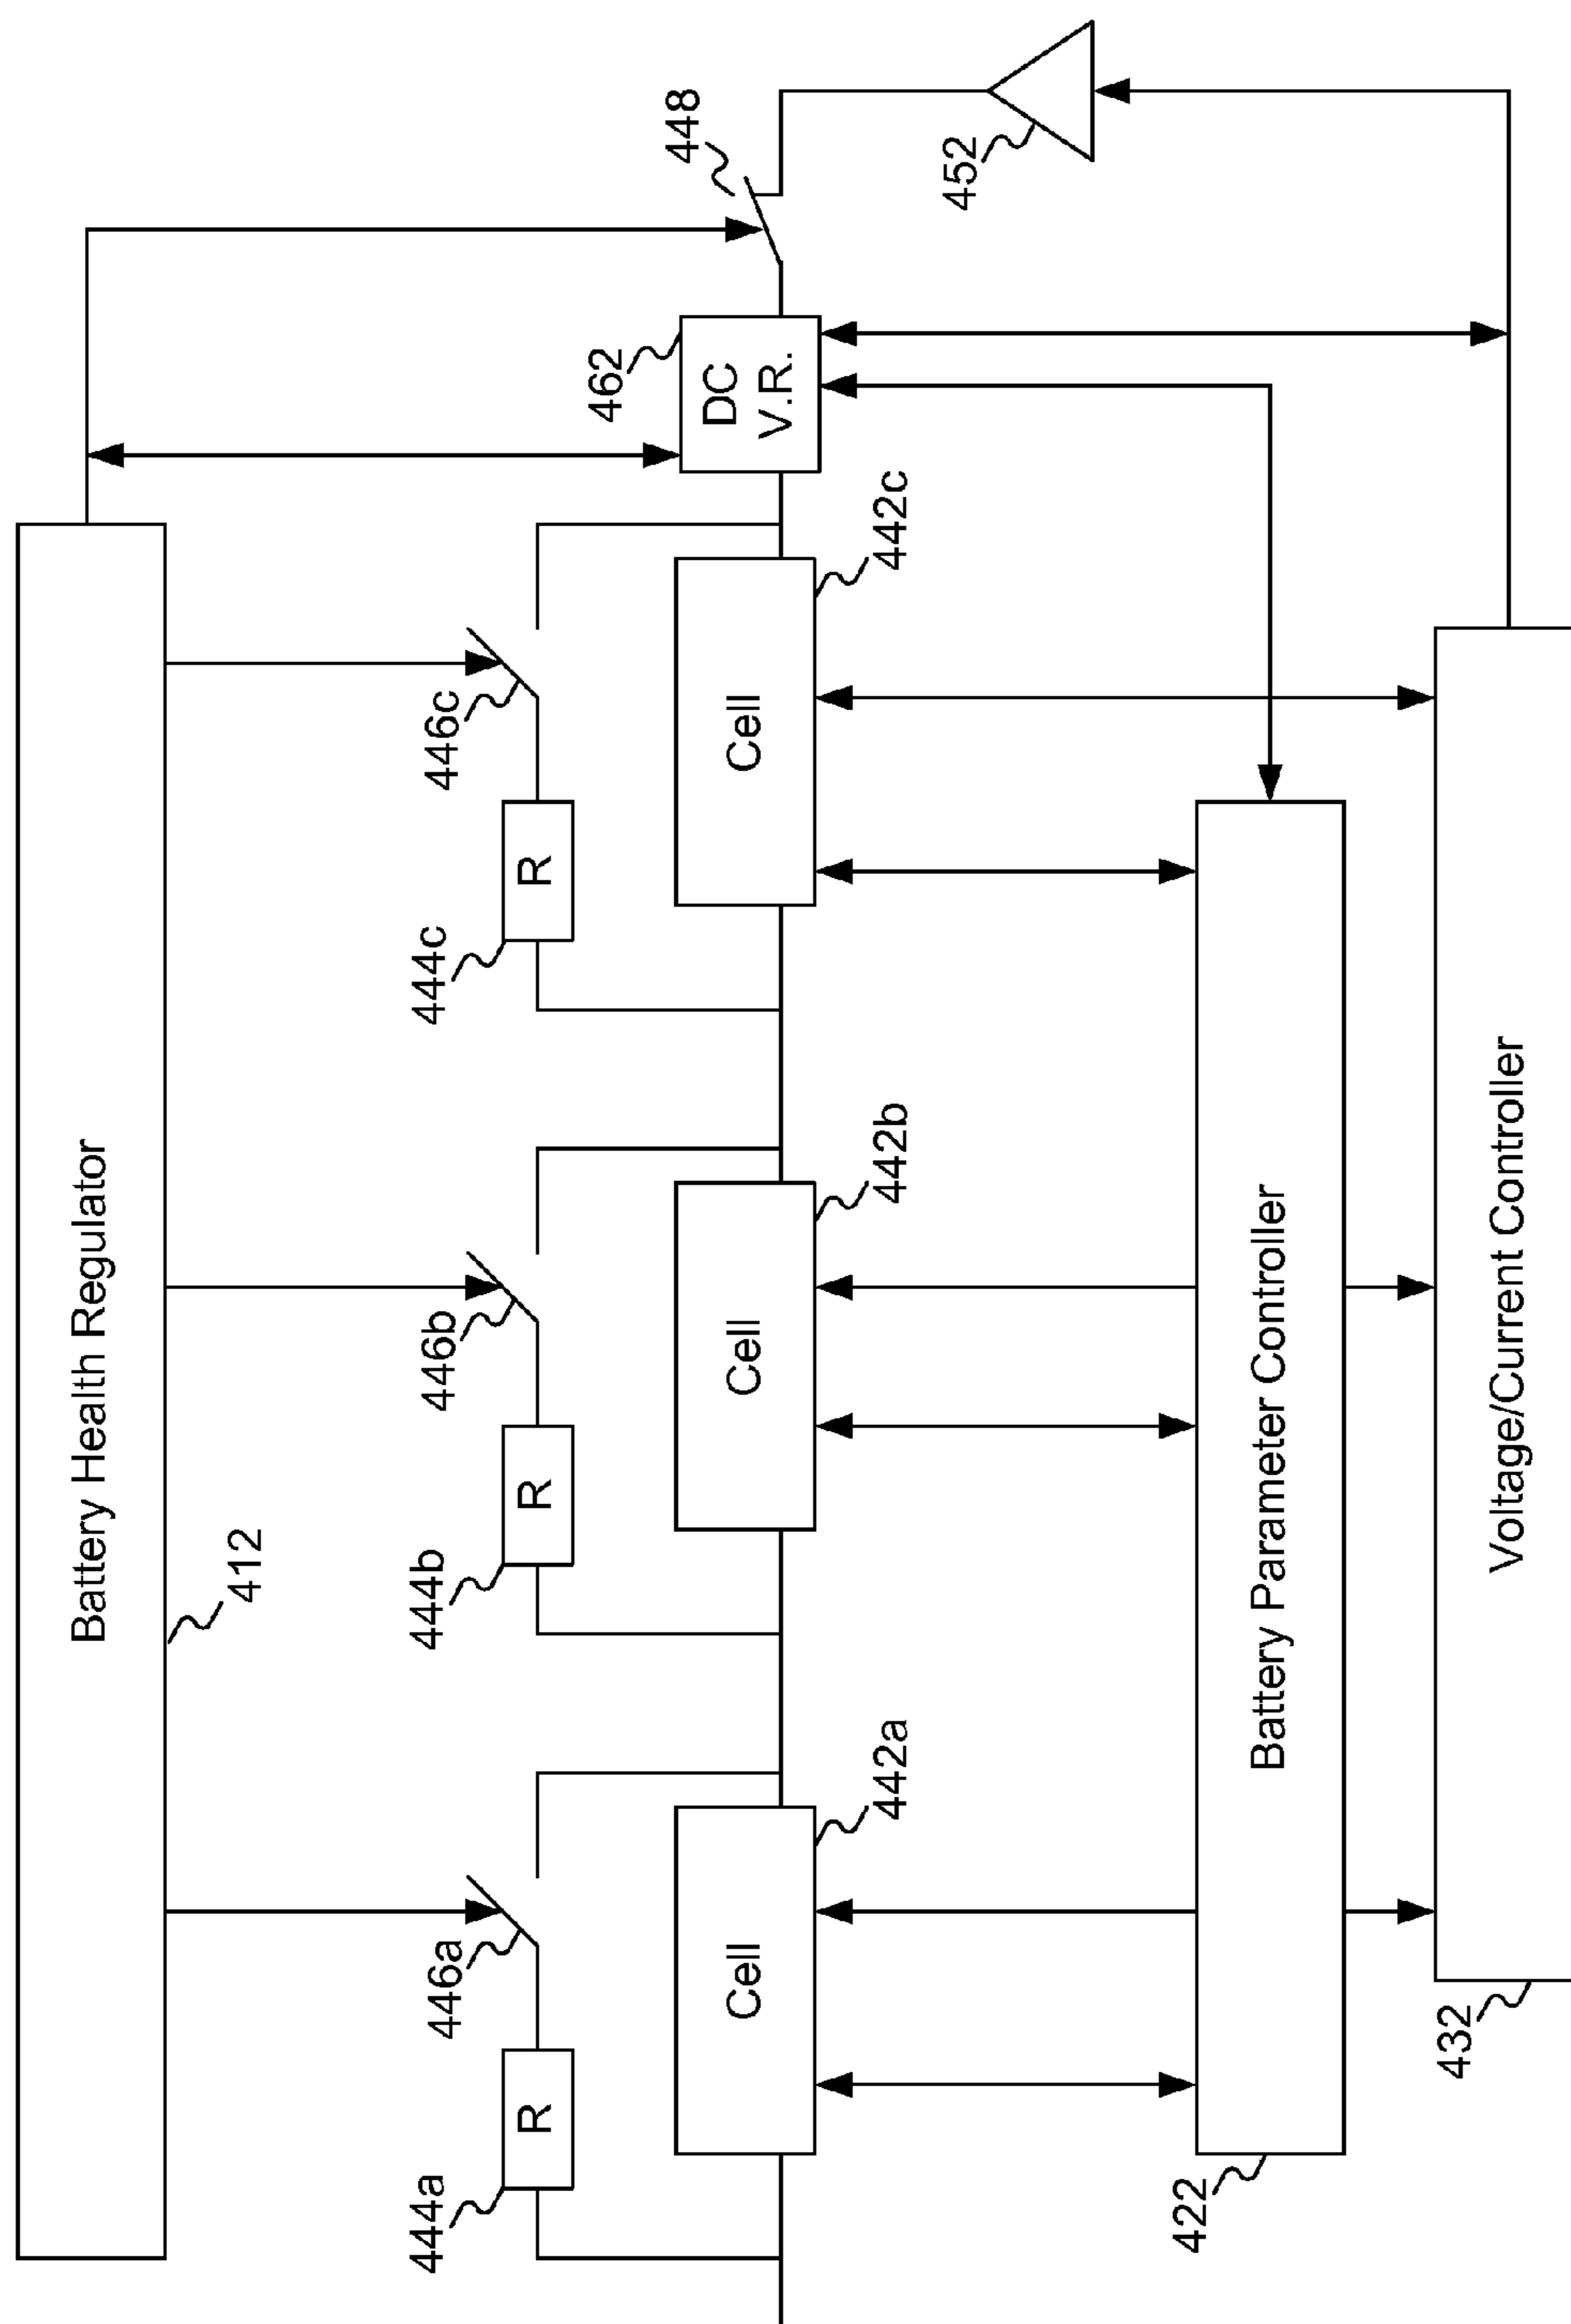 Battery Health Regulator
412
448
462
DC
V.R.
452
446a
446b
446c
444a
R
444b
R
444c
R
Cell
Cell
Cell
442a
442b
442c
422
Battery Parameter Controller
432
Voltage/Current Controller